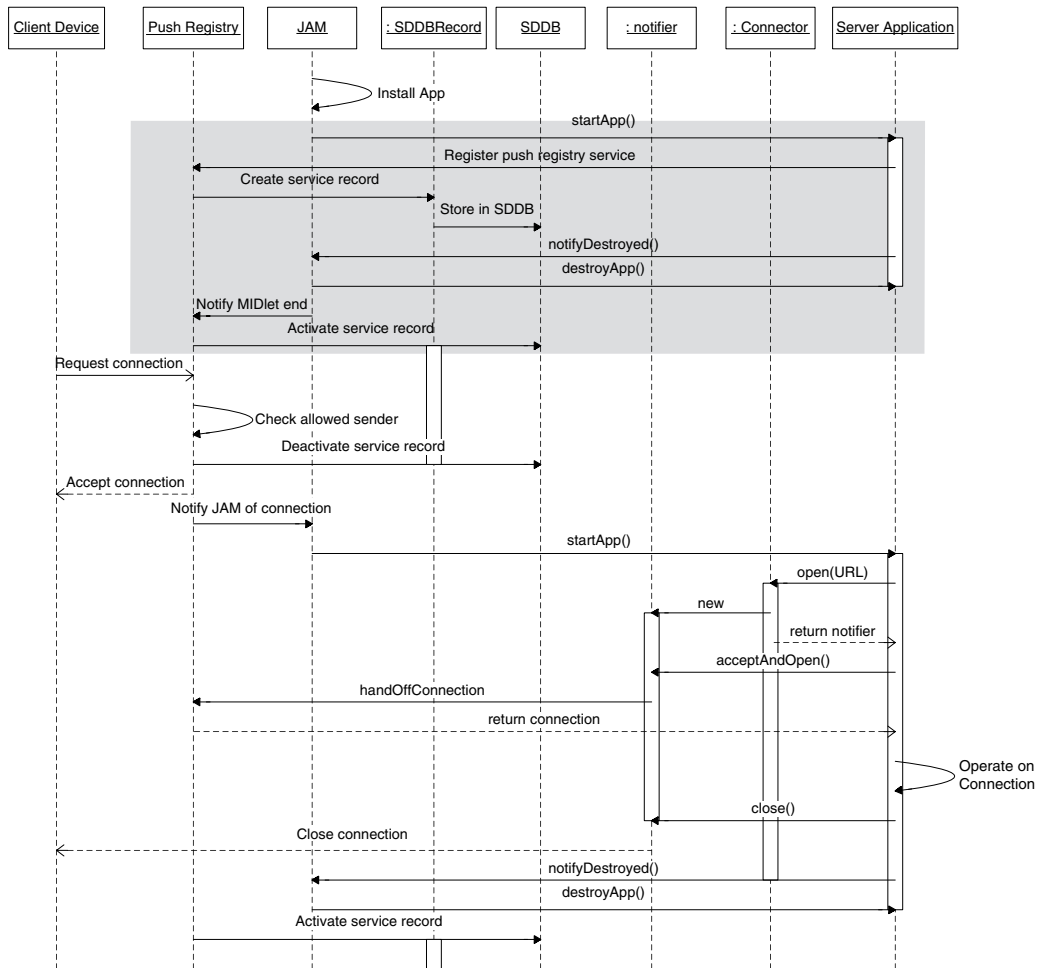 Client Device
Push Registry
JAM
: SDDBRecord
SDDB
: notifier
: Connector
Server Application
Install App
startApp()
Register push registry service
Create service record
Store in SDDB
notifyDestroyed()
destroyApp()
Notify MIDlet end
Activate service record
Request connection
Check allowed sender
Deactivate service record
Accept connection
Notify JAM of connection
startApp()
open(URL)
new
return notifier
acceptAndOpen()
handOffConnection
return connection
Operate on
Connection
close()
Close connection
notifyDestroyed()
destroyApp()
Activate service record